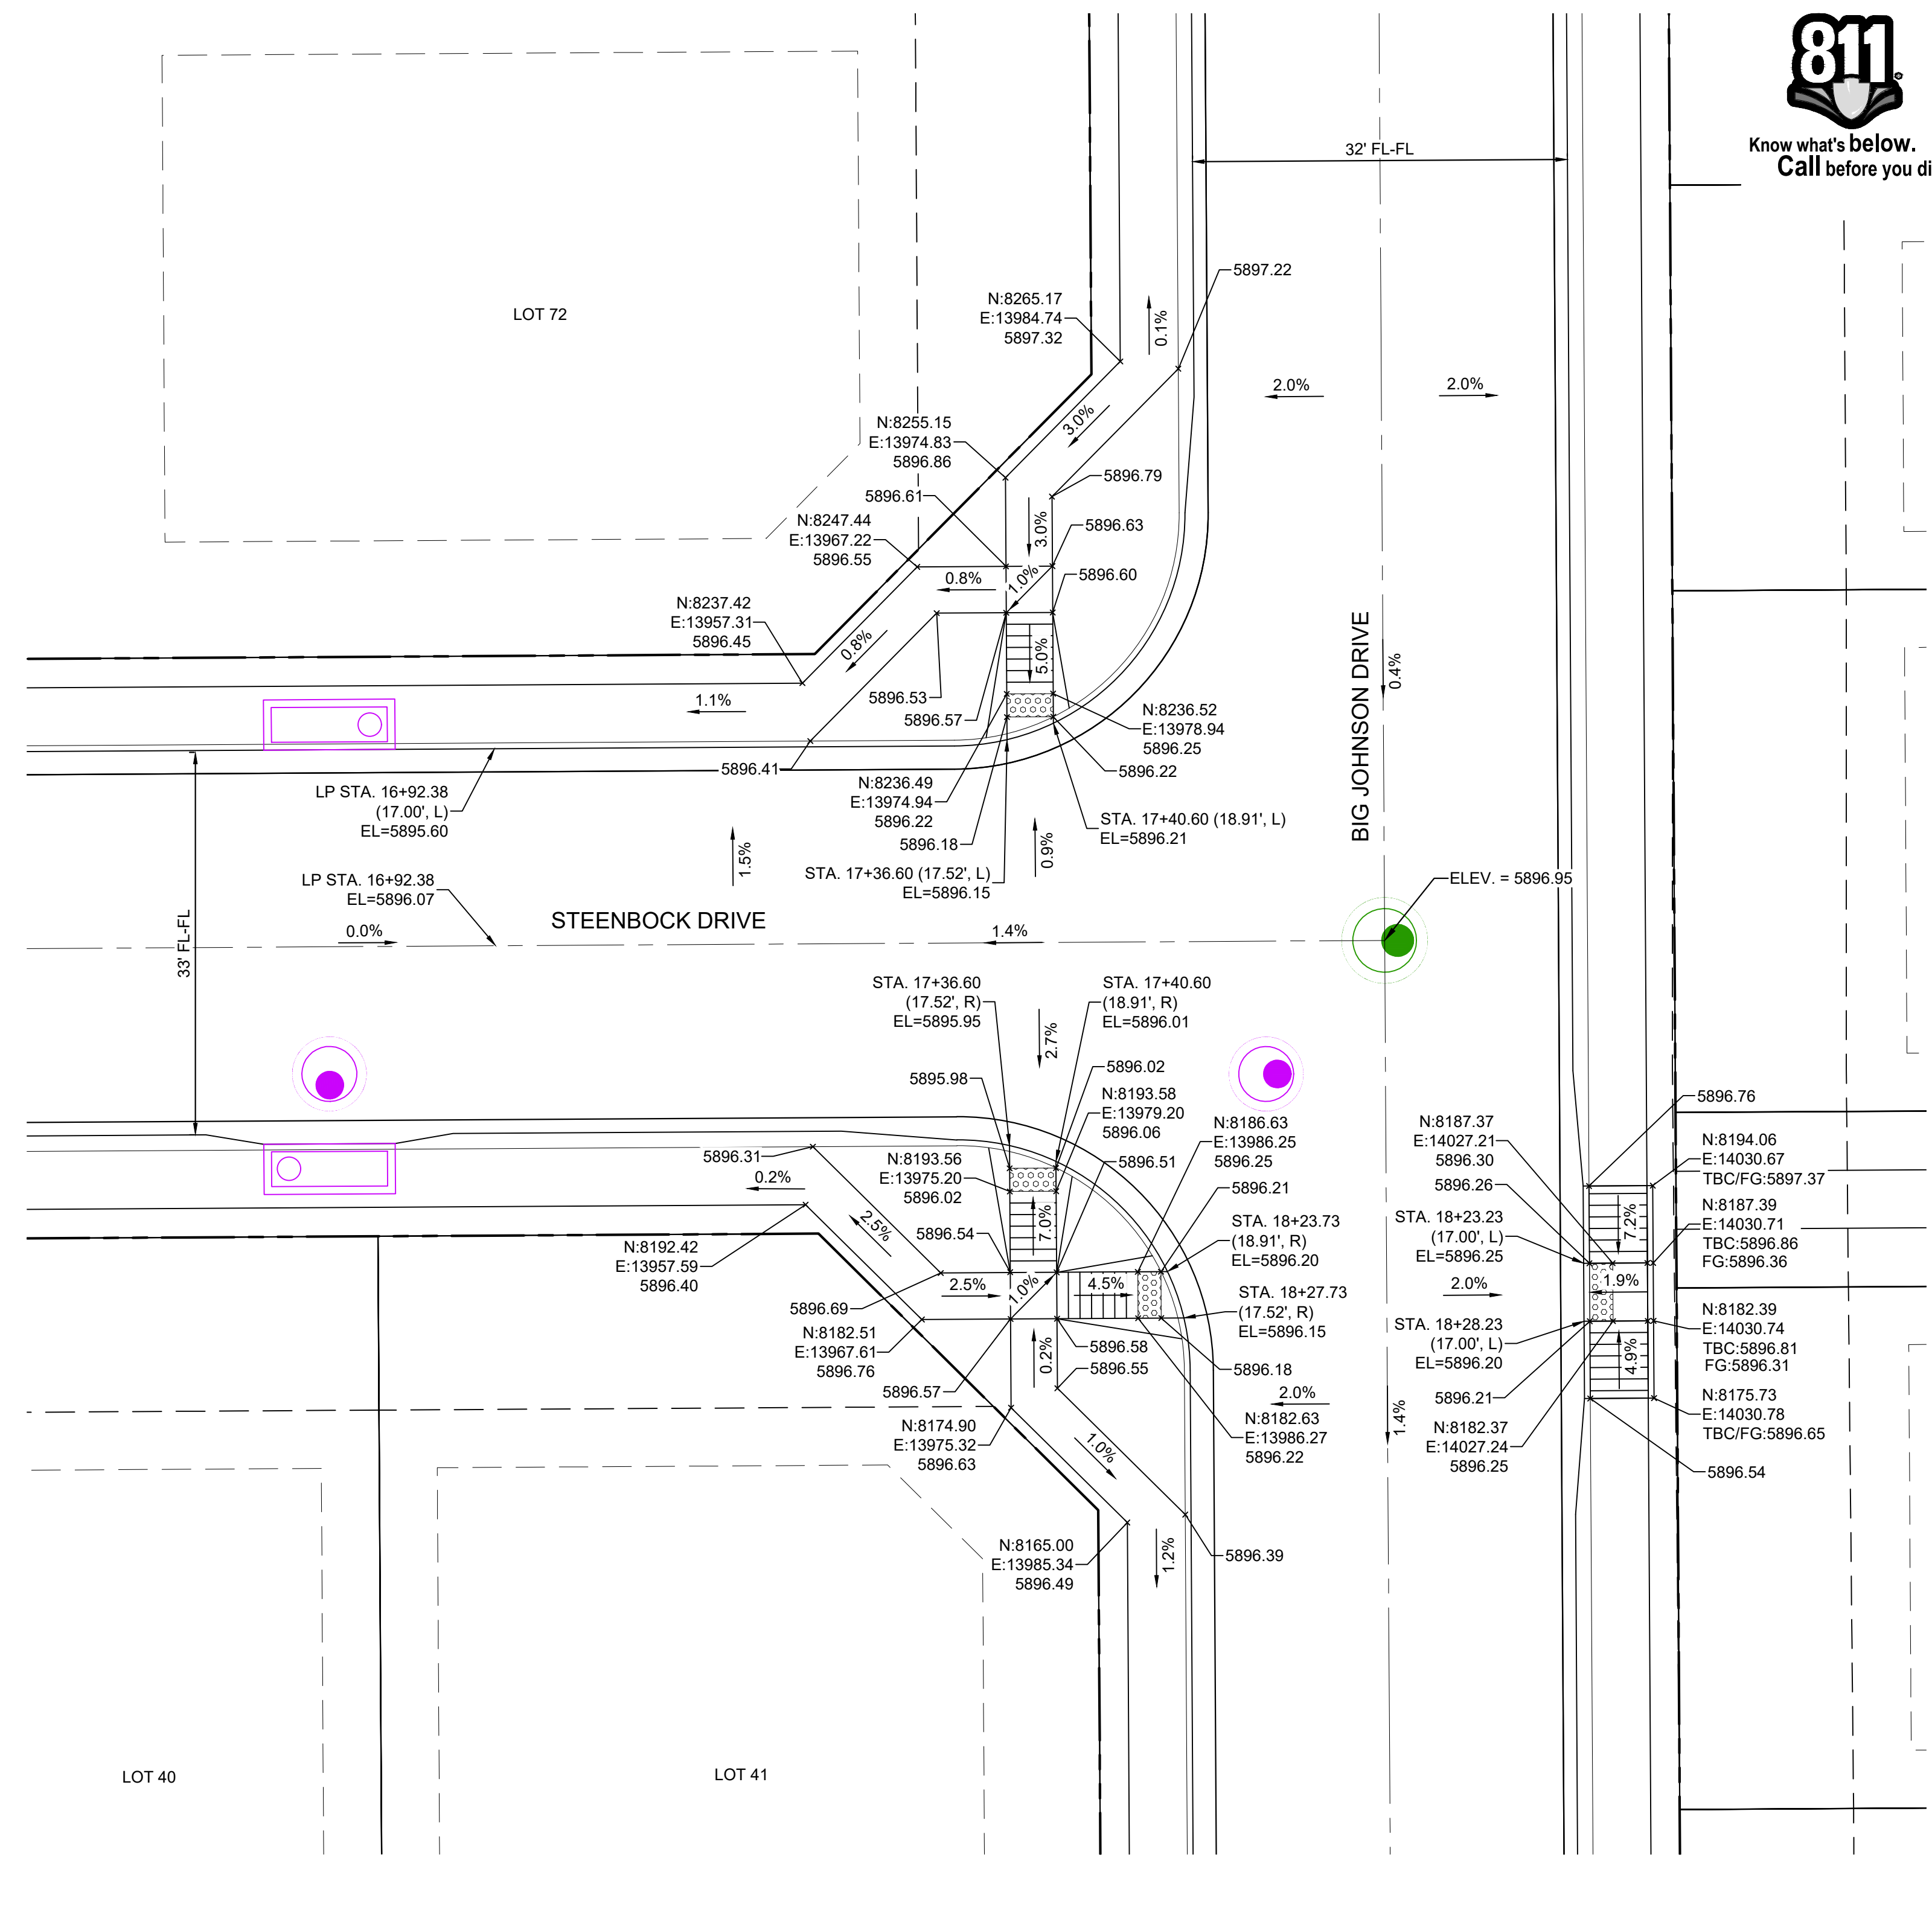 811
Know what's below.
Call before you di
32' FL-FL
5897.22
N:8265.17
E:13984.74
5897.32
LOT 72
0.1%
2.0%
2.0%
3.0%
N:8255.15
E:13974.83
5896.86
5896.79
5896.61
N:8247.44
E:13967.22
5896.55
3.0%
5896.63
0.8%
1.0%
5896.60
N:8237.42
E:13957.31
5896.45
0.8%
5.0%
BIG JOHNSON DRIVE
0.4%
1.1%
5896.53
5896.57
N:8236.52
E:13978.94
5896.25
5896.41
5896.22
LP STA. 16+92.38
(17.00', L)
EL=5895.60
N:8236.49
E:13974.94
5896.22
5896.18
STA. 17+40.60 (18.91', L)
EL=5896.21
1.5%
0.9%
STA. 17+36.60 (17.52', L)
EL=5896.15
LP STA. 16+92.38
EL=5896.07
ELEV. = 5896.95
STEENBOCK DRIVE
0.0%
1.4%
33' FL-FL
STA. 17+36.60
(17.52', R)
EL=5895.95
STA. 17+40.60
(18.91', R)
EL=5896.01
2.7%
5895.98
5896.02
N:8193.58
E:13979.20
5896.06
N:8186.63
E:13986.25
5896.25
N:8187.37
E:14027.21
5896.30
5896.76
N:8194.06
E:14030.67
TBC/FG:5897.37
5896.31
N:8193.56
E:13975.20
5896.02
5896.51
0.2%
5896.21
5896.26
2.5%
7.0%
5896.54
STA. 18+23.73
(18.91', R)
EL=5896.20
STA. 18+23.23
(17.00', L)
EL=5896.25
7.2%
N:8187.39
E:14030.71
TBC:5896.86
FG:5896.36
N:8192.42
E:13957.59
5896.40
2.5%
1.0%
4.5%
2.0%
1.9%
5896.69
STA. 18+27.73
(17.52', R)
EL=5896.15
STA. 18+28.23
(17.00', L)
EL=5896.20
N:8182.39
E:14030.74
TBC:5896.81
FG:5896.31
N:8182.51
E:13967.61
5896.76
0.2%
5896.58
5896.55
5896.18
4.9%
5896.57
2.0%
1.4%
5896.21
N:8175.73
E:14030.78
TBC/FG:5896.65
N:8174.90
E:13975.32
5896.63
1.0%
N:8182.63
E:13986.27
5896.22
N:8182.37
E:14027.24
5896.25
5896.54
N:8165.00
E:13985.34
5896.49
1.2%
5896.39
LOT 40
LOT 41